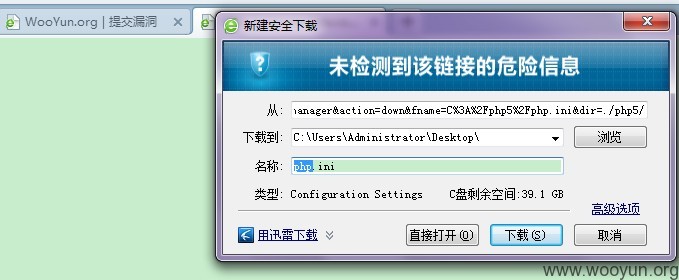 新建安全下载
WooYun.org | 提交漏洞
未检测到该链接的危险信息
从: anager&action=down&fname=C%3A%2Fphp5%2Fphp.ini&dir=./php5/
下载到: C:\Users\Administrator\Desktop\ 浏览
名称: php.ini
类型: Configuration Settings C盘剩余空间:39.1 GB
高级选项
用迅雷下载 直接打开(O) 下载(S) 取消
www.wooyun.org